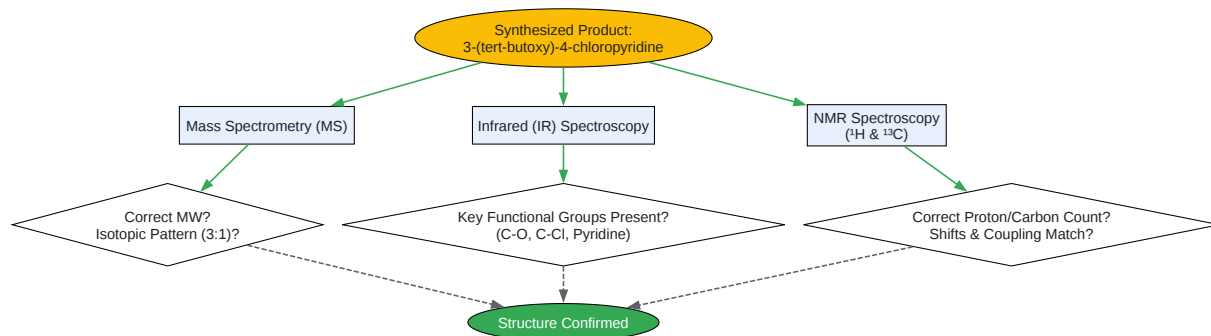 Synthesized Product:
3-(tert-butoxy)-4-chloropyridine
Mass Spectrometry (MS)
Infrared (IR) Spectroscopy
NMR Spectroscopy
(¹H & ¹³C)
Correct MW?
Isotopic Pattern (3:1)?
Key Functional Groups Present?
(C-O, C-Cl, Pyridine)
Correct Proton/Carbon Count?
Shifts & Coupling Match?
Structure Confirmed